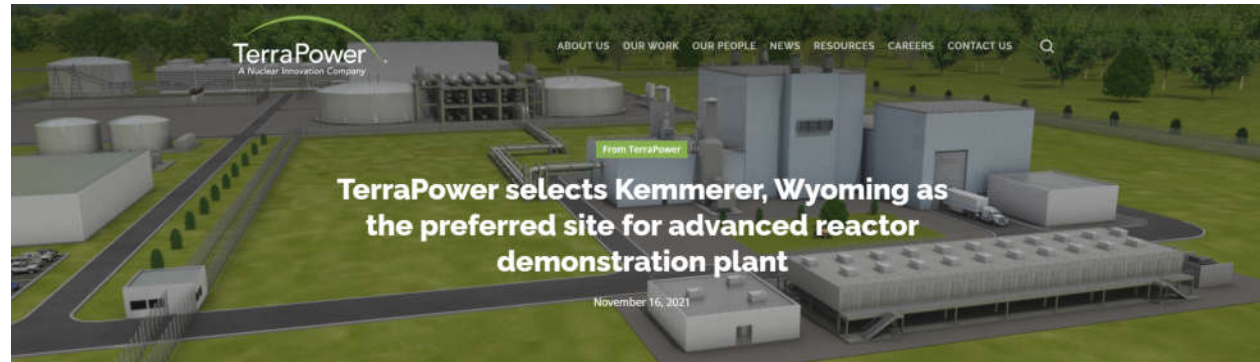 TerraPower
A Nuclear Innovation Company
ABOUT US OUR WORK OUR PEOPLE NEWS RESOURCES CAREERS CONTACT US
From TerraPower
TerraPower selects Kemmerer, Wyoming as
the preferred site for advanced reactor
demonstration plant
November 16, 2021